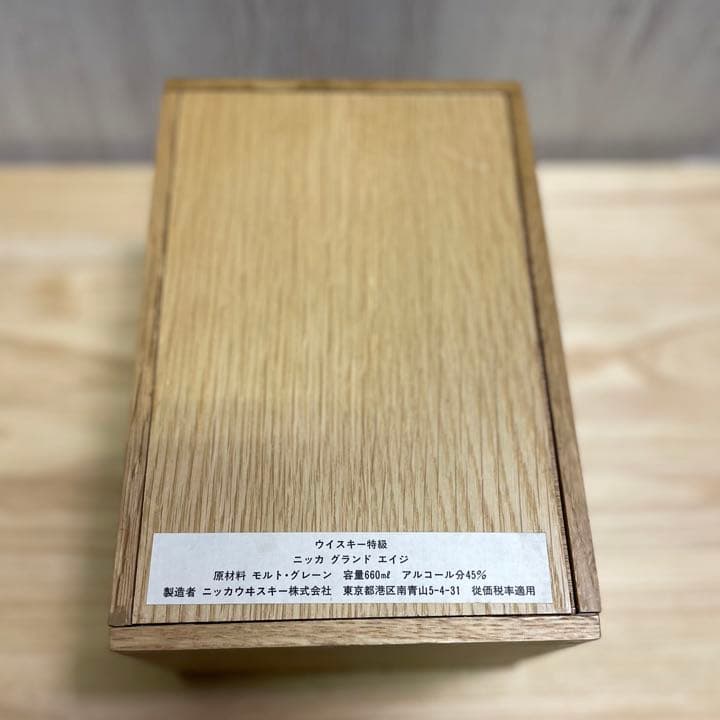 ウイスキー特級
ニッカ グランド エイジ
原材料 モルト・グレーン 容量660㎖ アルコール分45%
製造者 ニッカウヰスキー株式会社 東京都港区南青山5-4-31 従価税率適用